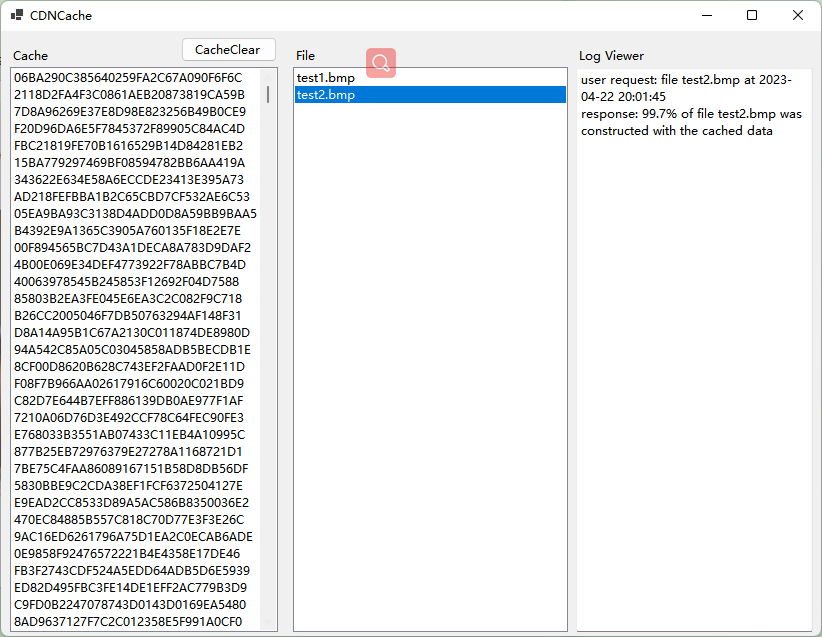 CDNCache
CacheClear
Cache
File
Log Viewer
06BA290C385640259FA2C67A090F6F6C
2118D2FA4F3C0861AEB20873819CA59B
7D8A96269E37E8D98E823256B49B0CE9
F20D96DA6E5F7845372F89905C84AC4D
FBC21819FE70B1616529B14D84281EB2
15BA779297469BF08594782BB6AA419A
343622E634E58A6ECCDE23413E395A73
AD218FEFBBA1B2C65CBD7CF532AE6C53
05EA9BA93C3138D4ADD0D8A59BB9BAA5
B4392E9A1365C3905A760135F18E2E7E
00F894565BC7D43A1DECA8A783D9DAF2
4B00E069E34DEF4773922F78ABBC7B4D
40063978545B245853F12692F04D7588
85803B2EA3FE045E6EA3C2C082F9C718
B26CC2005046F7DB50763294AF148F31
D8A14A95B1C67A2130C011874DE8980D
94A542C85A05C03045858ADB5BECDB1E
8CF00D8620B628C743EF2FAAD0F2E11D
F08F7B966AA02617916C60020C021BD9
C82D7E644B7EFF886139DB0AE977F1AF
7210A06D76D3E492CCF78C64FEC90FE3
E768033B3551AB07433C11EB4A10995C
877B25EB72976379E27278A1168721D1
7BE75C4FAA86089167151B58D8DB56DF
5830BBE9C2CDA38EF1FCF6372504127E
E9EAD2CC8533D89A5AC586B8350036E2
470EC84885B557C818C70D77E3F3E26C
9AC16ED6261796A75D1EA2C0ECAB6ADE
0E9858F92476572221B4E4358E17DE46
FB3F2743CDF524A5EDD64ADB5D6E5939
ED82D495FBC3FE14DE1EFF2AC779B3D9
C9FD0B2247078743D0143D0169EA5480
8AD9637127F7C2C012358E5F991A0CF0
test1.bmp
test2.bmp
user request: file test2.bmp at 2023-
04-22 20:01:45
response: 99.7% of file test2.bmp was
constructed with the cached data